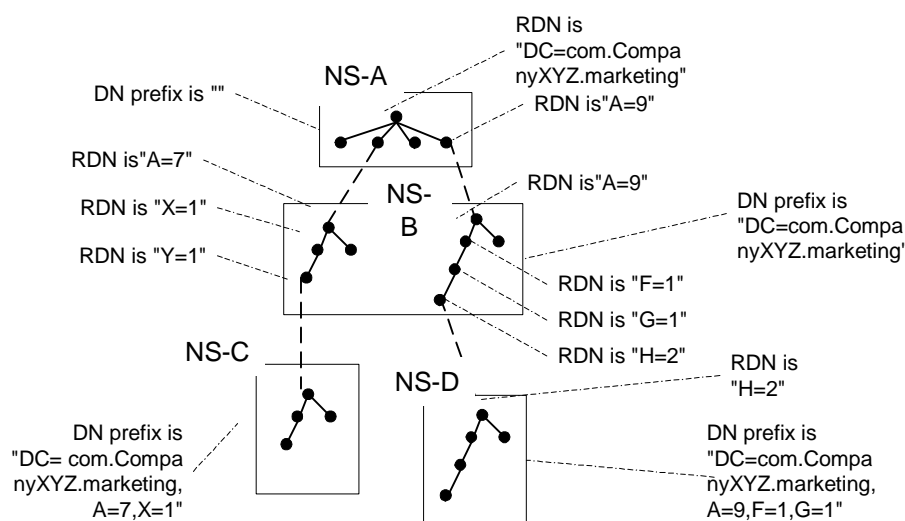 RDN is
"DC=com.Compa
nyXYZ.marketing"
NS-A
DN prefix is ""
RDN is"A=9"
RDN is"A=7"
NS-
B
RDN is"A=9"
RDN is "X=1"
DN prefix is
"DC=com.Compa
nyXYZ.marketing"
RDN is "Y=1"
RDN is "F=1"
RDN is "G=1"
RDN is "H=2"
NS-C
NS-D
RDN is
"H=2"
DN prefix is
"DC= com.Compa
nyXYZ.marketing,
A=7,X=1"
DN prefix is
"DC=com.Compa
nyXYZ.marketing,
A=9,F=1,G=1"